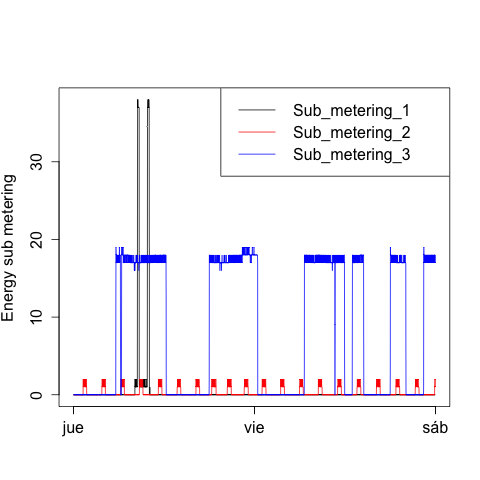 Sub_metering_1
Sub_metering_2
Sub_metering_3
Energy sub metering
30
20
10
0
jue vie sáb